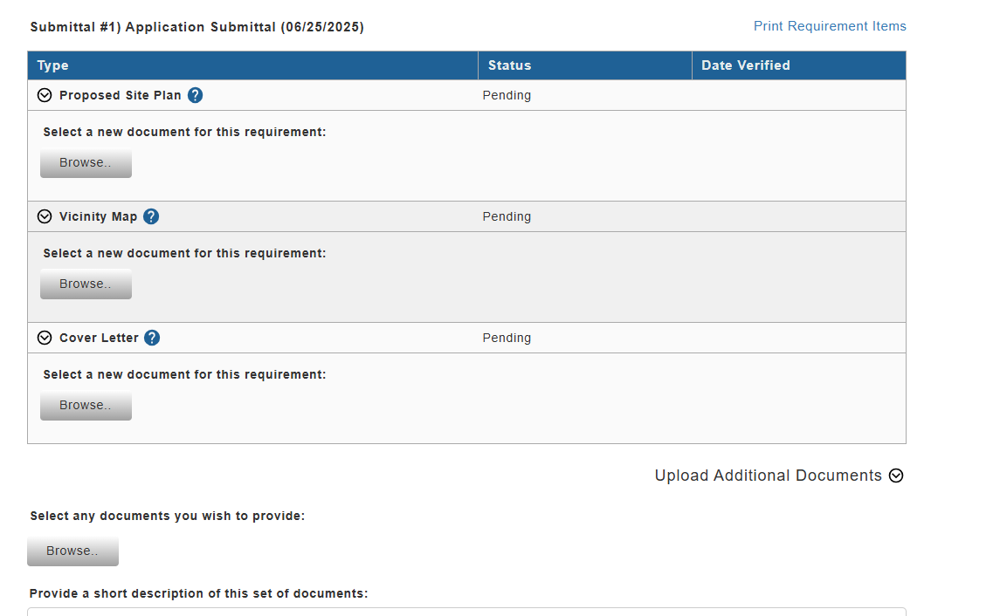 Submittal #1) Application Submittal (06/25/2025) Print Requirement Items
Type Status Date Verified
Proposed Site Plan ? Pending
Select a new document for this requirement:
Browse..
Vicinity Map ? Pending
Select a new document for this requirement:
Browse..
Cover Letter ? Pending
Select a new document for this requirement:
Browse..
Upload Additional Documents
Select any documents you wish to provide:
Browse..
Provide a short description of this set of documents: